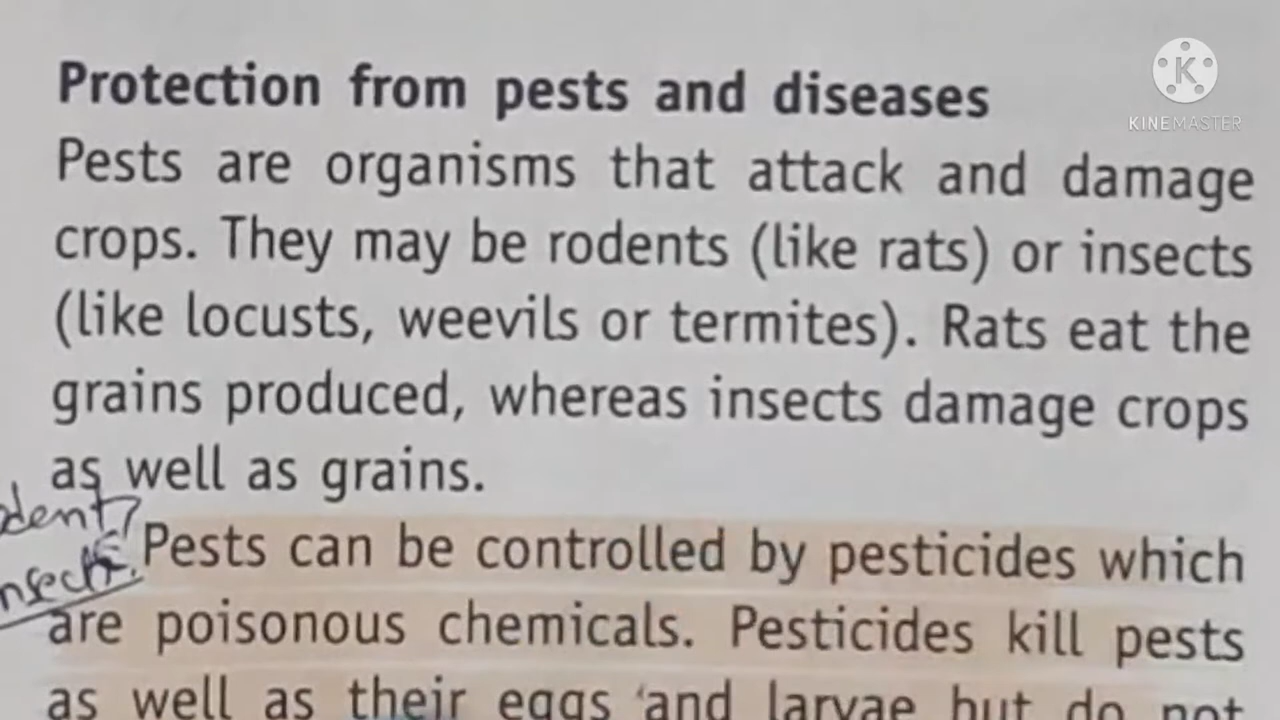 Protection from pests and diseases
KINEMASTER
Pests are organisms that attack and damage
crops. They may be rodents (like rats) or insects
(like locusts, weevils or termites). Rats eat the
grains produced, whereas insects damage crops
as well as grains.
Pests can be controlled by pesticides which
are poisonous chemicals. Pesticides kill pests
as well as their eggs and larvae but do not